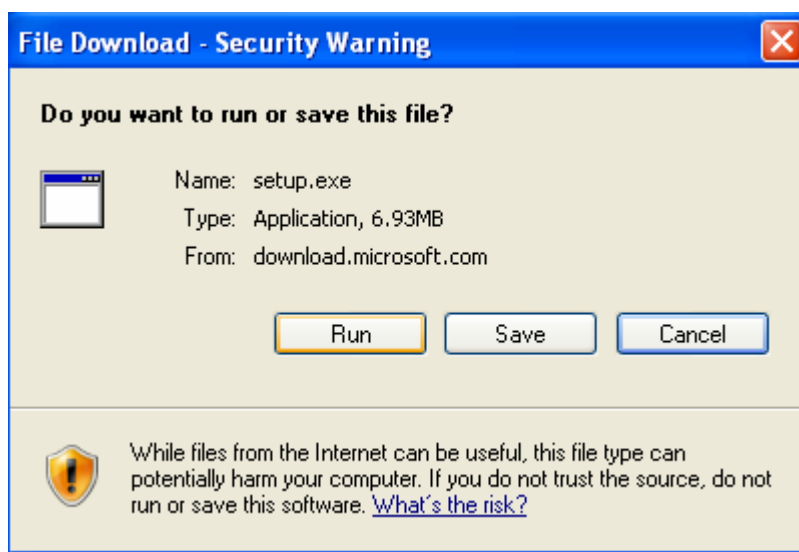 File Download - Security Warning
Do you want to run or save this file?
Name: setup.exe
Type: Application, 6.93MB
From: download.microsoft.com
Run Save Cancel
While files from the Internet can be useful, this file type can
potentially harm your computer. If you do not trust the source, do not
run or save this software. What's the risk?